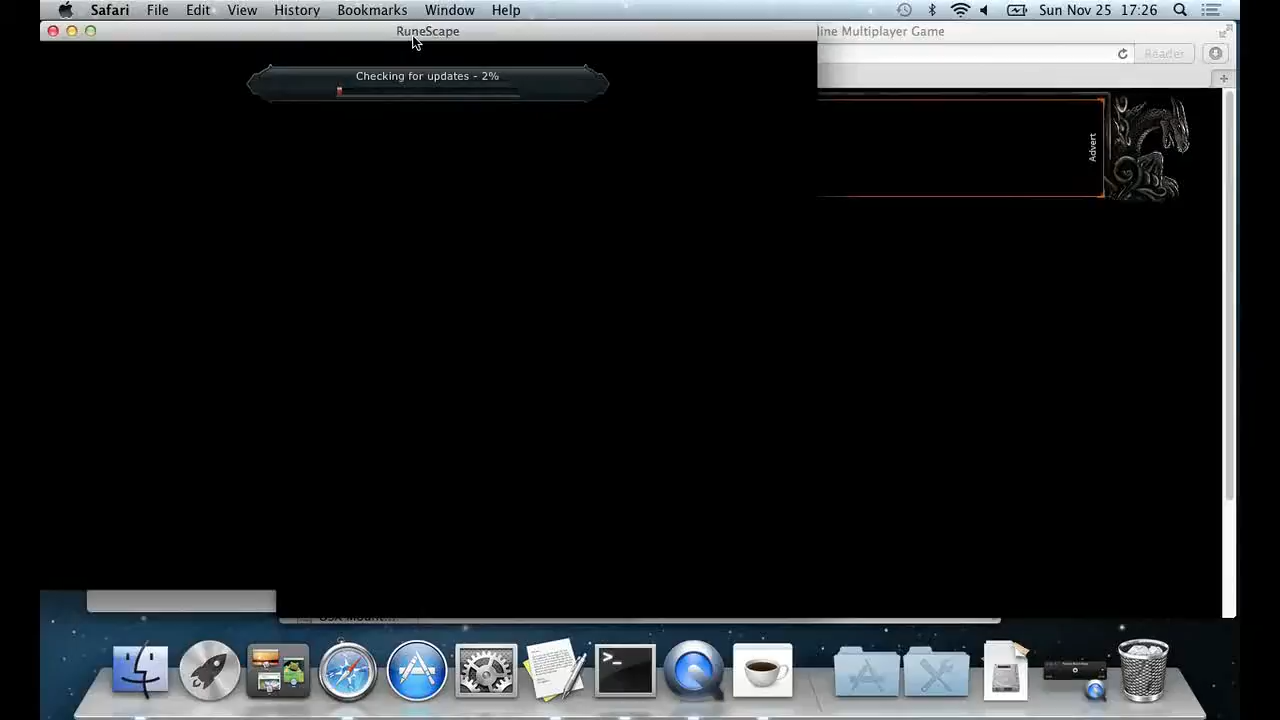 Safari File Edit View History Bookmarks Window Help Sun Nov 25 17:26
RuneScape
line Multiplayer Game
Checking for updates - 2%
Reader
Advert
>_